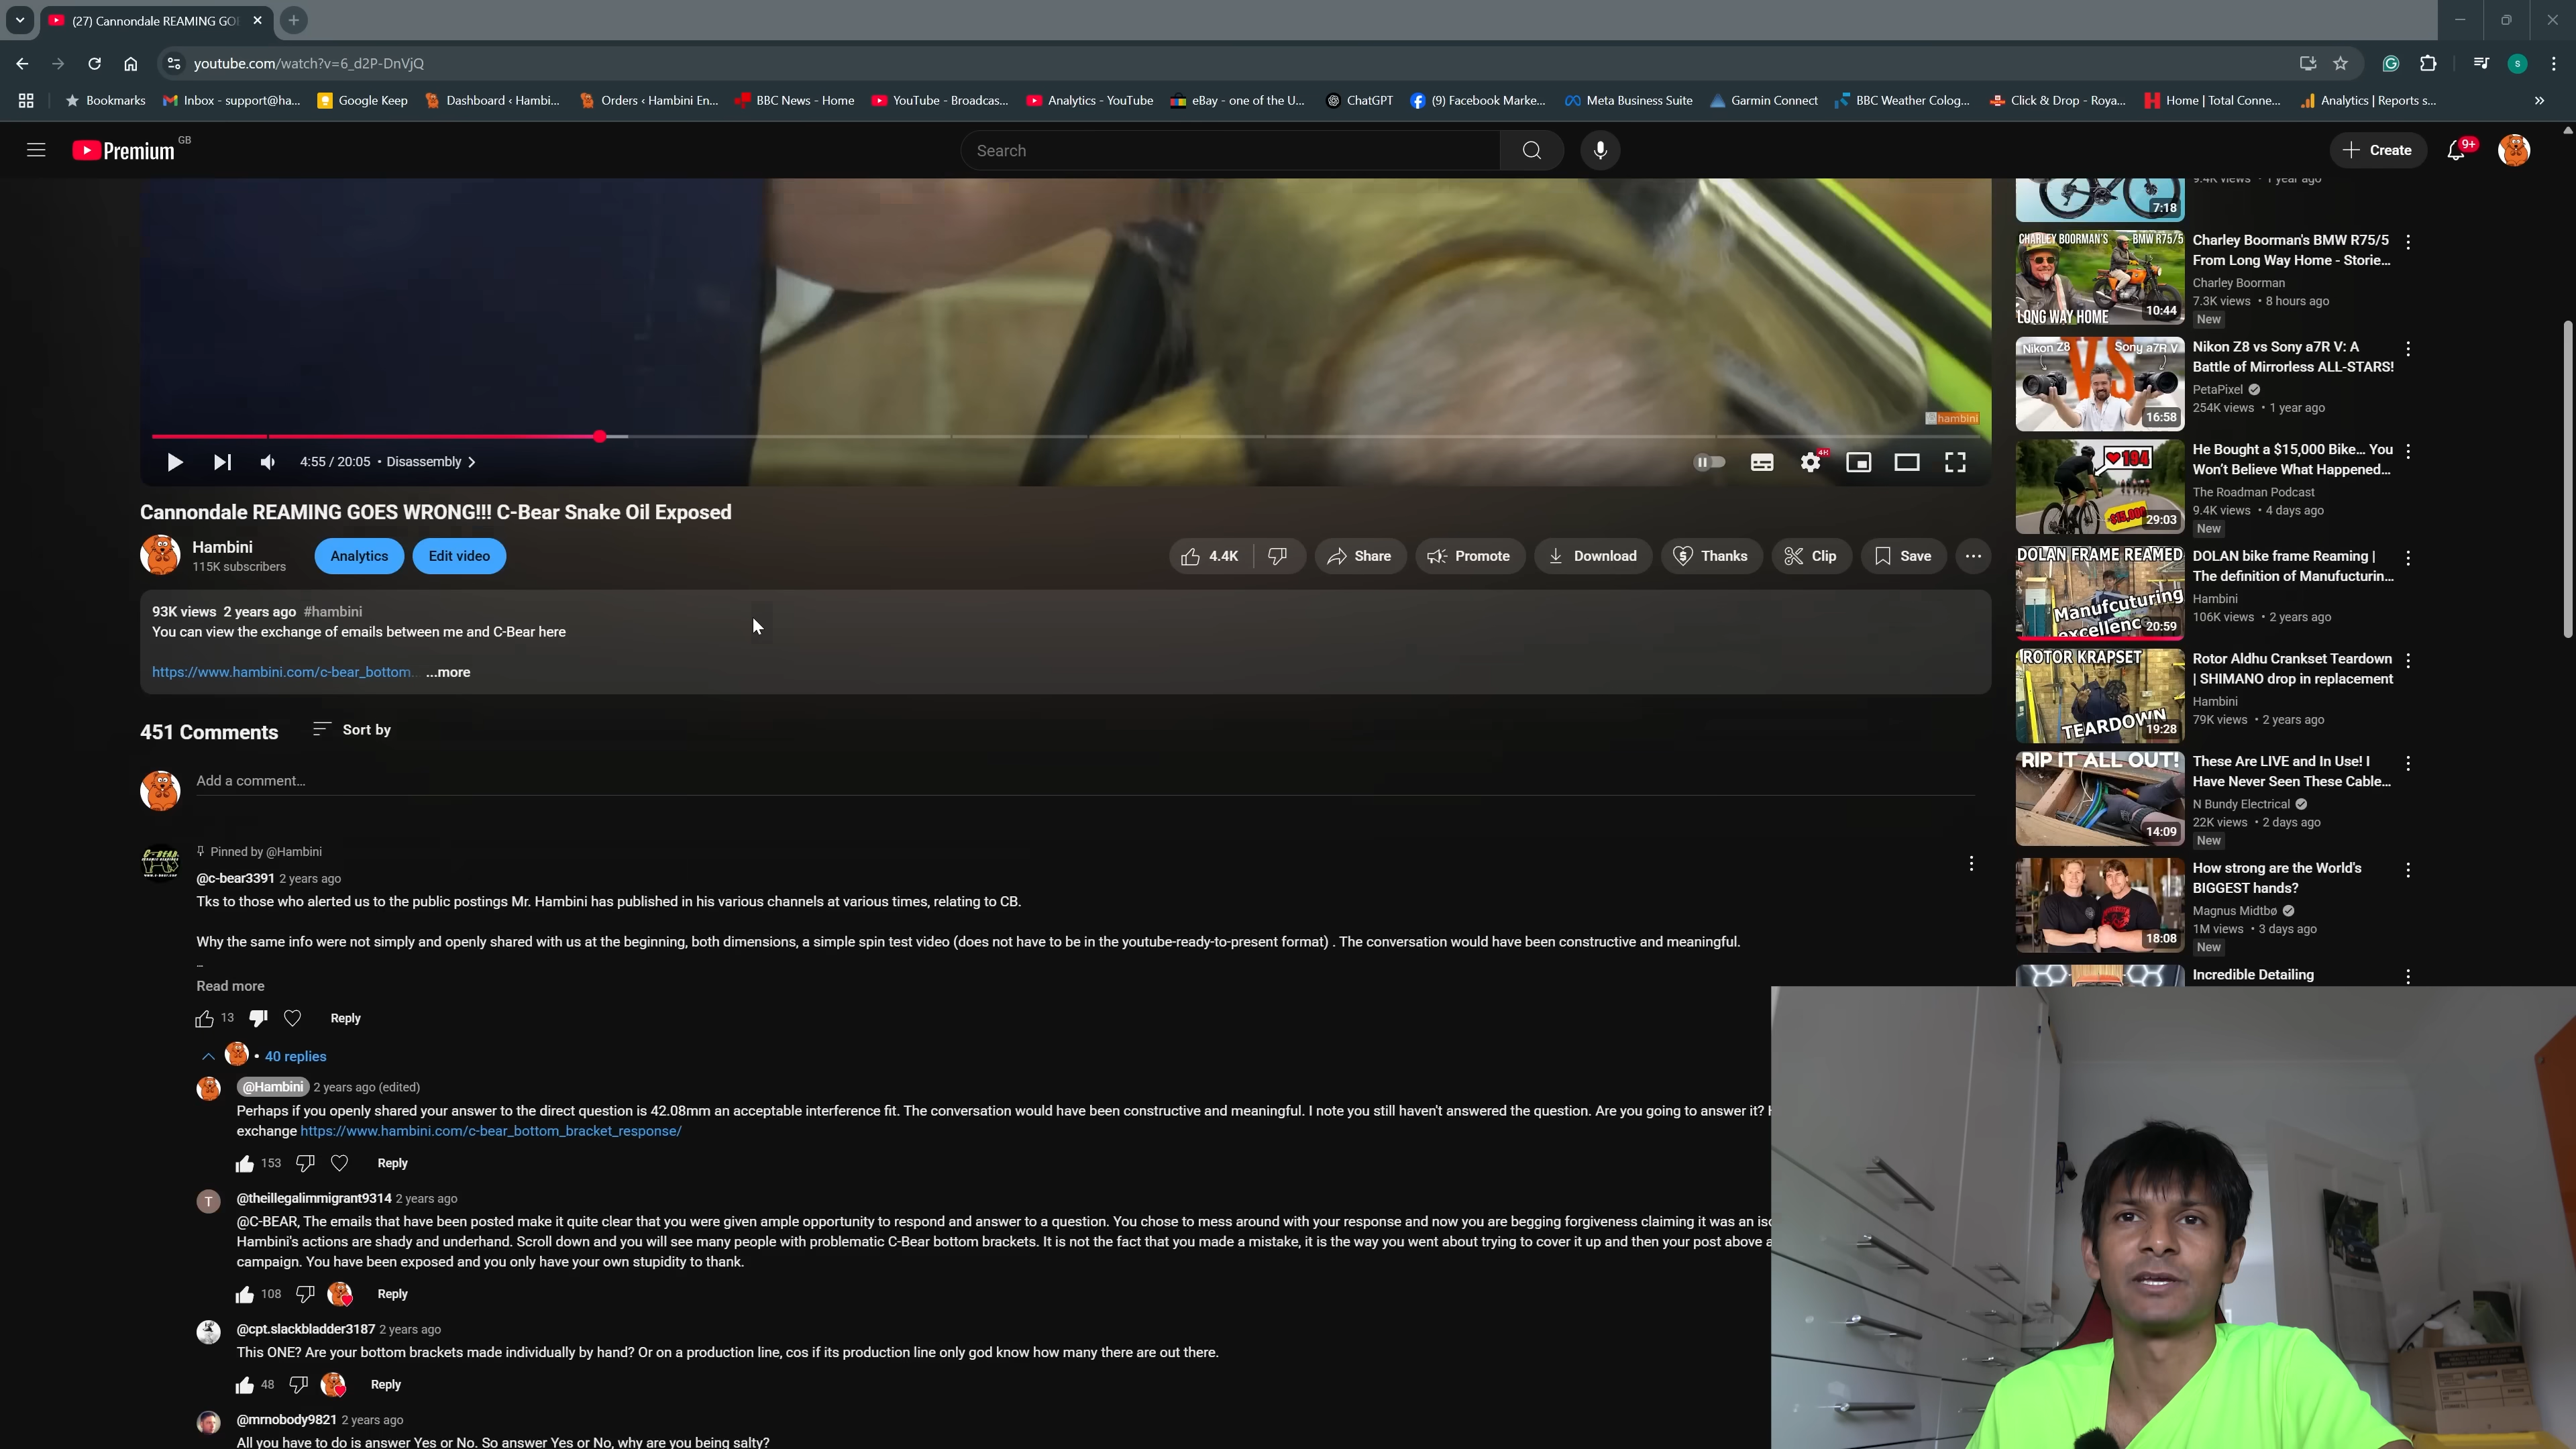 (27) Cannondale REAMING GO
youtube.com/watch?v=6_d2P-DnVjQ
Bookmarks
Inbox - support@ha...
Google Keep
Dashboard ‹ Hambi...
Orders ‹ Hambini En...
BBC News - Home
YouTube - Broadcas...
Analytics - YouTube
eBay - one of the U...
ChatGPT
(9) Facebook Marke...
Meta Business Suite
Garmin Connect
BBC Weather Colog...
Click & Drop - Roya...
Home | Total Conne...
Analytics | Reports s...
Premium GB
Search
Create
9+
hambini
4:55 / 20:05 • Disassembly
Cannondale REAMING GOES WRONG!!! C-Bear Snake Oil Exposed
Hambini
115K subscribers
Analytics
Edit video
4.4K
Share
Promote
Download
Thanks
Clip
Save
93K views 2 years ago #hambini
You can view the exchange of emails between me and C-Bear here
https://www.hambini.com/c-bear_bottom... ...more
451 Comments
Sort by
Add a comment...
Pinned by @Hambini
@c-bear3391 2 years ago
Tks to those who alerted us to the public postings Mr. Hambini has published in his various channels at various times, relating to CB.
Why the same info were not simply and openly shared with us at the beginning, both dimensions, a simple spin test video (does not have to be in the youtube-ready-to-present format) . The conversation would have been constructive and meaningful.
Read more
13
Reply
40 replies
@Hambini 2 years ago (edited)
Perhaps if you openly shared your answer to the direct question is 42.08mm an acceptable interference fit. The conversation would have been constructive and meaningful. I note you still haven't answered the question. Are you going to answer it?
exchange https://www.hambini.com/c-bear_bottom_bracket_response/
153
Reply
T
@theillegalimmigrant9314 2 years ago
@C-BEAR, The emails that have been posted make it quite clear that you were given ample opportunity to respond and answer to a question. You chose to mess around with your response and now you are begging forgiveness claiming it was an iso
Hambini's actions are shady and underhand. Scroll down and you will see many people with problematic C-Bear bottom brackets. It is not the fact that you made a mistake, it is the way you went about trying to cover it up and then your post above a
campaign. You have been exposed and you only have your own stupidity to thank.
108
Reply
@cpt.slackbladder3187 2 years ago
This ONE? Are your bottom brackets made individually by hand? Or on a production line, cos if its production line only god know how many there are out there.
48
Reply
@mrnobody9821 2 years ago
All you have to do is answer Yes or No. So answer Yes or No, why are you being salty?
9.4K views • 1 year ago
7:18
CHARLEY BOORMAN'S BMW R75/5
LONG WAY HOME
10:44
Charley Boorman's BMW R75/5
From Long Way Home - Storie...
Charley Boorman
7.3K views • 8 hours ago
New
Nikon Z8 VS Sony a7R V
16:58
Nikon Z8 vs Sony a7R V: A
Battle of Mirrorless ALL-STARS!
PetaPixel
254K views • 1 year ago
194
$15,000
29:03
He Bought a $15,000 Bike... You
Won't Believe What Happened...
The Roadman Podcast
9.4K views • 4 days ago
New
DOLAN FRAME REAMED
Manufcuturing
excellenc
20:59
DOLAN bike frame Reaming |
The definition of Manufucturin...
Hambini
106K views • 2 years ago
ROTOR KRAPSET
TEARDOWN
19:28
Rotor Aldhu Crankset Teardown
| SHIMANO drop in replacement
Hambini
79K views • 2 years ago
RIP IT ALL OUT!
14:09
These Are LIVE and In Use! I
Have Never Seen These Cable...
N Bundy Electrical
22K views • 2 days ago
New
18:08
How strong are the World's
BIGGEST hands?
Magnus Midtbø
1M views • 3 days ago
New
Incredible Detailing